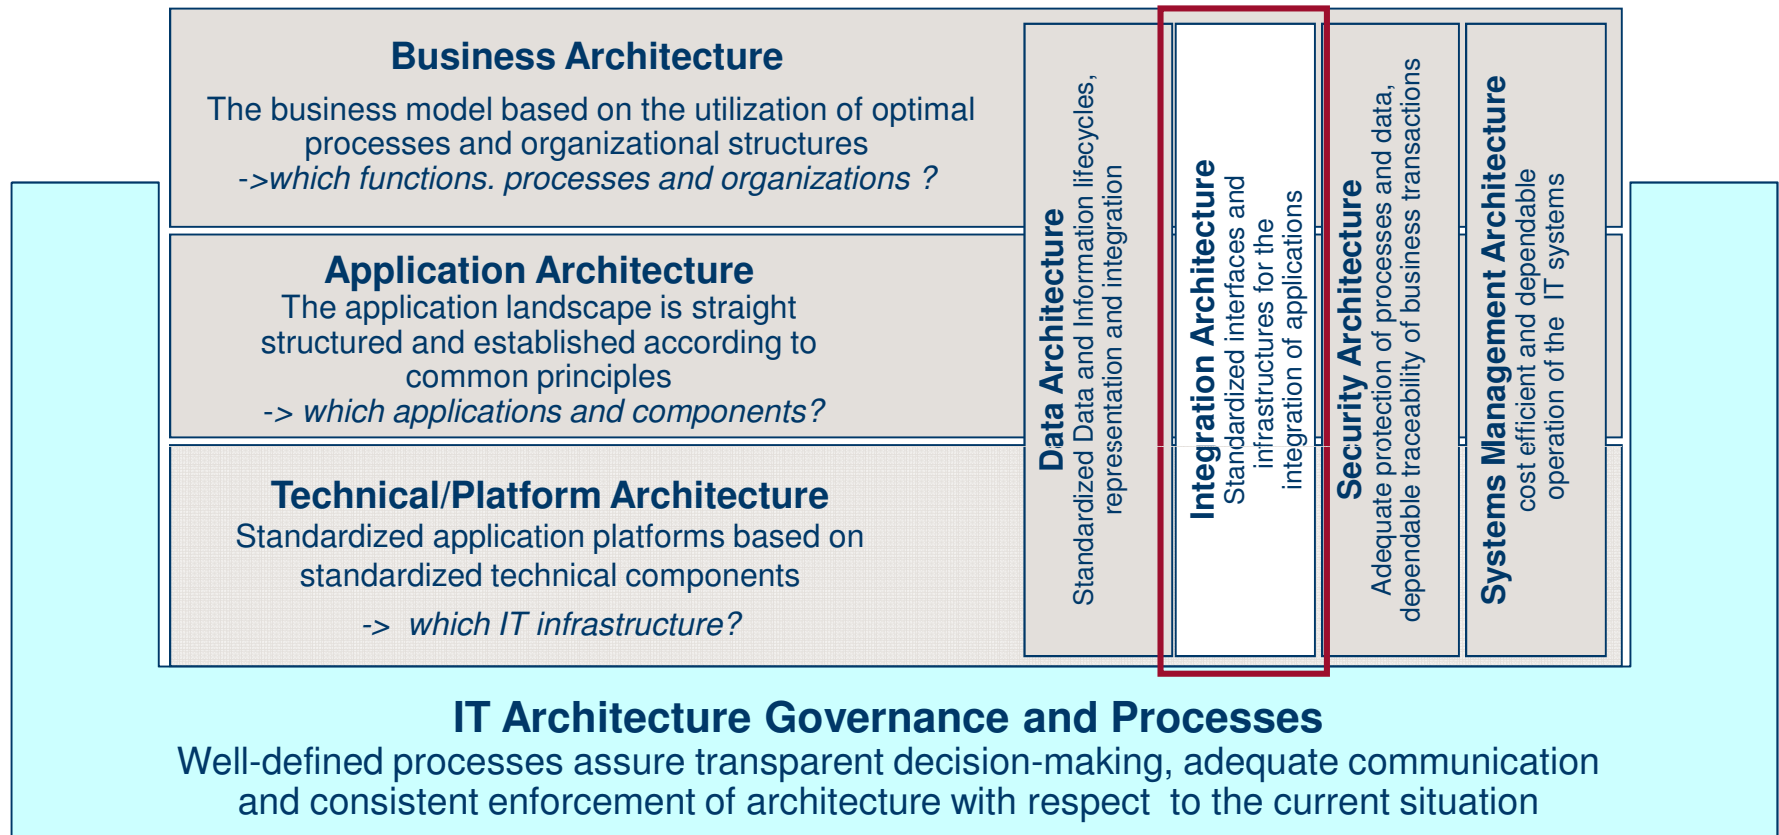 Business Architecture
The business model based on the utilization of optimal
processes and organizational structures
->which functions. processes and organizations ?
Application Architecture
The application landscape is straight
structured and established according to
common principles
-> which applications and components?
Technical/Platform Architecture
Standardized application platforms based on
standardized technical components
-> which IT infrastructure?
Data Architecture
Standardized Data and Information lifecycles,
representation and integration
Integration Architecture
Standardized interfaces and
infrastructures for the
integration of applications
Security Architecture
Adequate protection of processes and data,
dependable traceability of business transactions
Systems Management Architecture
cost efficient and dependable
operation of the IT systems
IT Architecture Governance and Processes
Well-defined processes assure transparent decision-making, adequate communication
and consistent enforcement of architecture with respect to the current situation